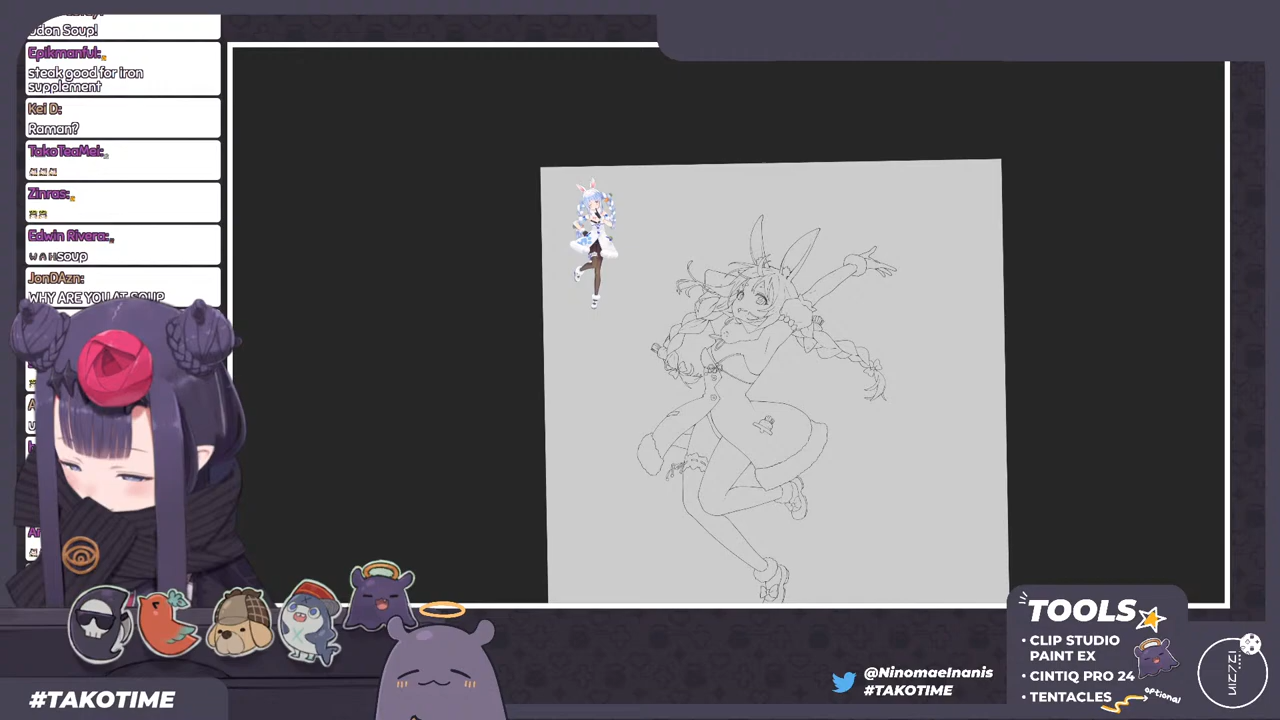 Udon Soup!
Epikmanful:
steak good for iron
supplement
Kei D:
Raman?
TakoTeaMei:
Zinras:
Edwin Rivera:
W A H soup
JonDAzn:
WHY ARE YOU AT SOUP
TOOLS
• CLIP STUDIO
PAINT EX
• CINTIQ PRO 24
• TENTACLES
optional
@NinomaeInanis
#TAKOTIME
#TAKOTIME